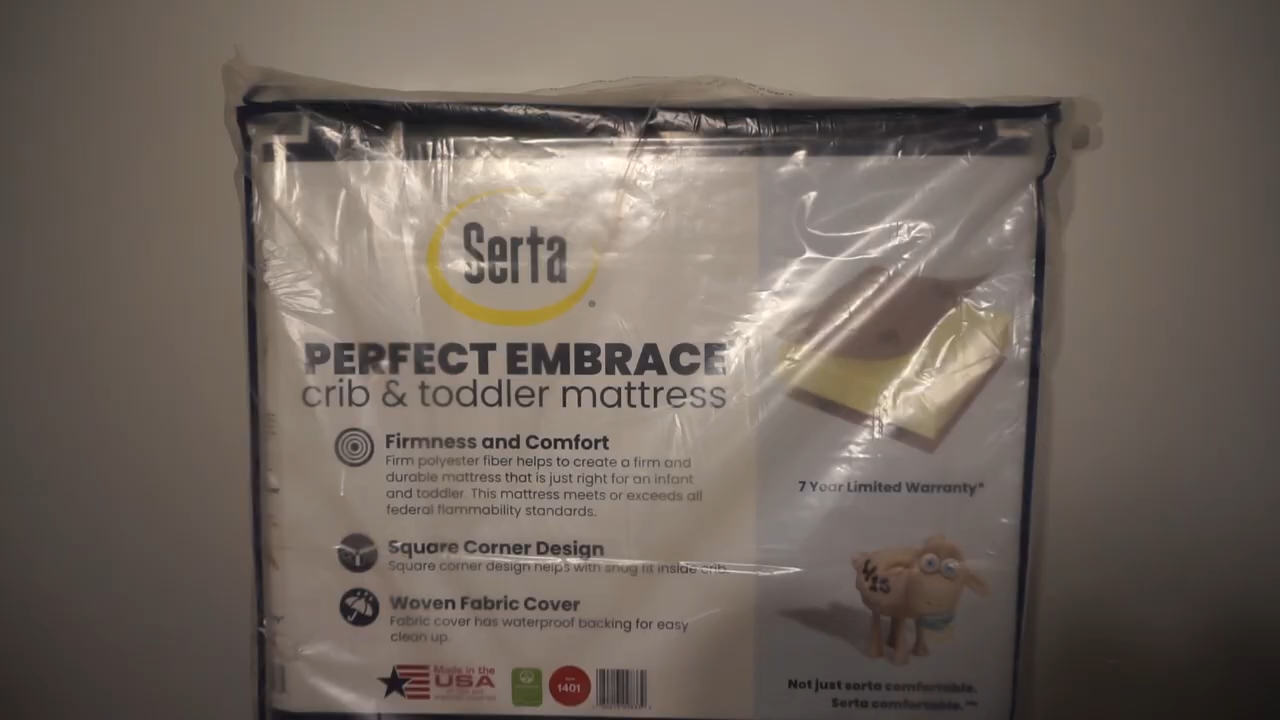 Serta
PERFECT EMBRACE
crib & toddler mattress
Firmness and Comfort
Firm polyester fiber helps to create a firm and
durable mattress that is just right for an infant
and toddler. This mattress meets or exceeds all
federal flammability standards.
Square Corner Design
Square corner design helps with snug fit inside crib.
Woven Fabric Cover
Fabric cover has waterproof backing for easy
clean up.
Made in the
USA
1401
7 Year Limited Warranty*
1/13
Not just sorta comfortable.
Serta comfortable.™